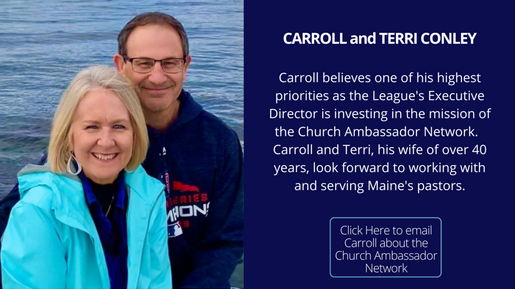 CARROLL and TERRI CONLEY
Carroll believes one of his highest
priorities as the League's Executive
Director is investing in the mission of
the Church Ambassador Network.
Carroll and Terri, his wife of over 40
years, look forward to working with
and serving Maine's pastors.
Click Here to email
Carroll about the
Church Ambassador
Network